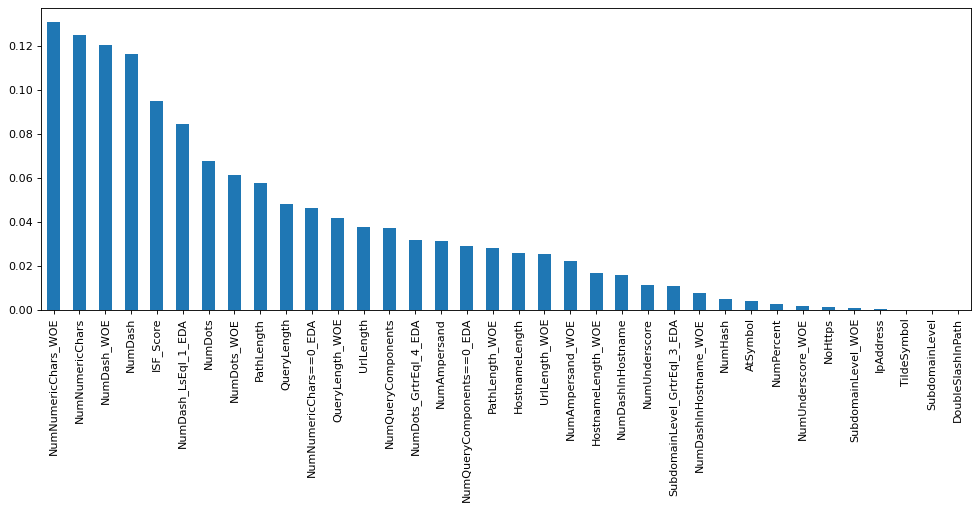 0.12
0.10
0.08
0.06
0.04
0.02
0.00
NumNumericChars_WOE
NumNumericChars
NumDash_WOE
NumDash
ISF_Score
NumDash_LsEql_1_EDA
NumDots
NumDots_WOE
PathLength
QueryLength
NumNumericChars==0_EDA
QueryLength_WOE
UrlLength
NumQueryComponents
NumDots_GrtrEql_4_EDA
NumAmpersand
NumQueryComponents==0_EDA
PathLength_WOE
HostnameLength
UrlLength_WOE
NumAmpersand_WOE
HostnameLength_WOE
NumDashInHostname
NumUnderscore
SubdomainLevel_GrtrEql_3_EDA
NumDashInHostname_WOE
NumHash
AtSymbol
NumPercent
NumUnderscore_WOE
NoHttps
SubdomainLevel_WOE
IpAddress
TildeSymbol
SubdomainLevel
DoubleSlashInPath